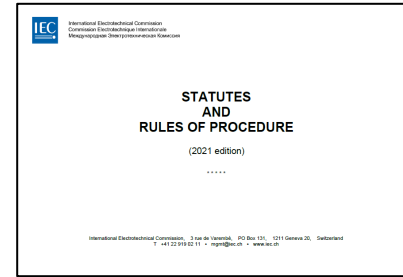 IEC
International Electrotechnical Commission
Commission Electrotechnique Internationale
Международная Электротехническая Комиссия
STATUTES
AND
RULES OF PROCEDURE
(2021 edition)
* * * * *
International Electrotechnical Commission, 3 rue de Varembé, PO Box 131, 1211 Geneva 20, Switzerland
T +41 22 919 02 11 • mgmt@iec.ch • www.iec.ch